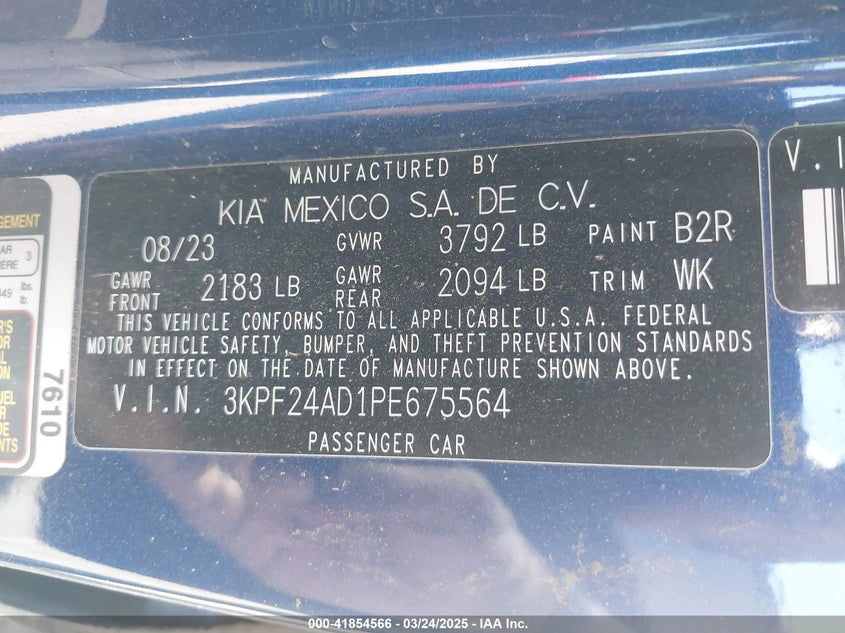 MANUFACTURED BY
KIA MEXICO S.A. DE C.V.
08/23 GVWR 3792 LB PAINT B2R
GAWR FRONT 2183 LB GAWR REAR 2094 LB TRIM WK
THIS VEHICLE CONFORMS TO ALL APPLICABLE U.S.A. FEDERAL
MOTOR VEHICLE SAFETY, BUMPER, AND THEFT PREVENTION STANDARDS
IN EFFECT ON THE DATE OF MANUFACTURE SHOWN ABOVE.
V.I.N. 3KPF24AD1PE675564
PASSENGER CAR
3
lbs.
lb.
7610
V.I
000-41854566 - 03/24/2025 - IAA Inc.